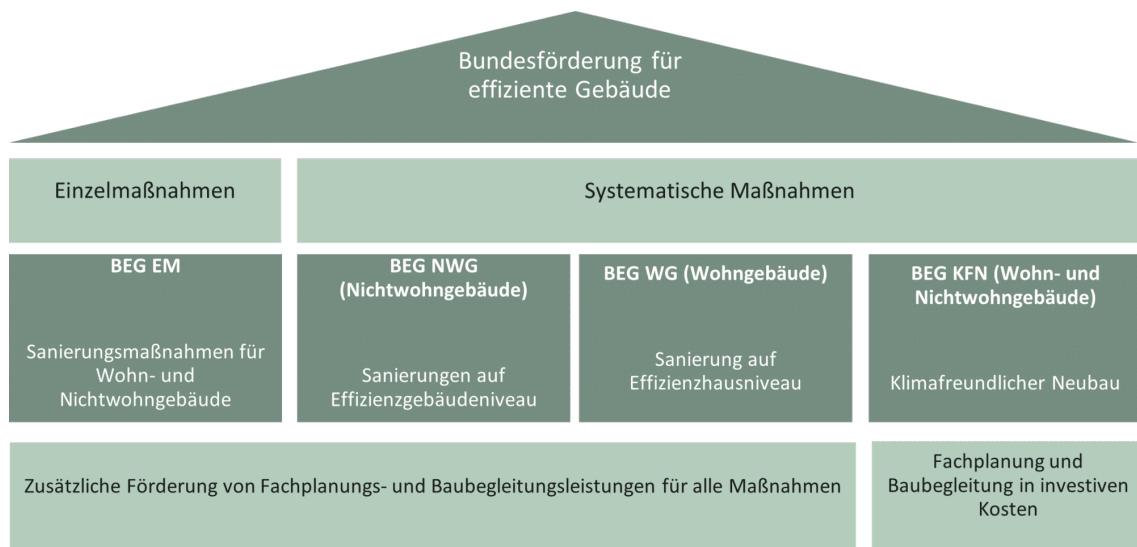 Bundesförderung für
effiziente Gebäude
Einzelmaßnahmen
Systematische Maßnahmen
BEG EM
Sanierungsmaßnahmen für
Wohn- und
Nichtwohngebäude
BEG NWG
(Nichtwohngebäude)
Sanierungen auf
Effizienzgebäudeniveau
BEG WG (Wohngebäude)
Sanierung auf
Effizienzhausniveau
BEG KFN (Wohn- und
Nichtwohngebäude)
Klimafreundlicher Neubau
Zusätzliche Förderung von Fachplanungs- und Baubegleitungsleistungen für alle Maßnahmen
Fachplanung und
Baubegleitung in investiven
Kosten